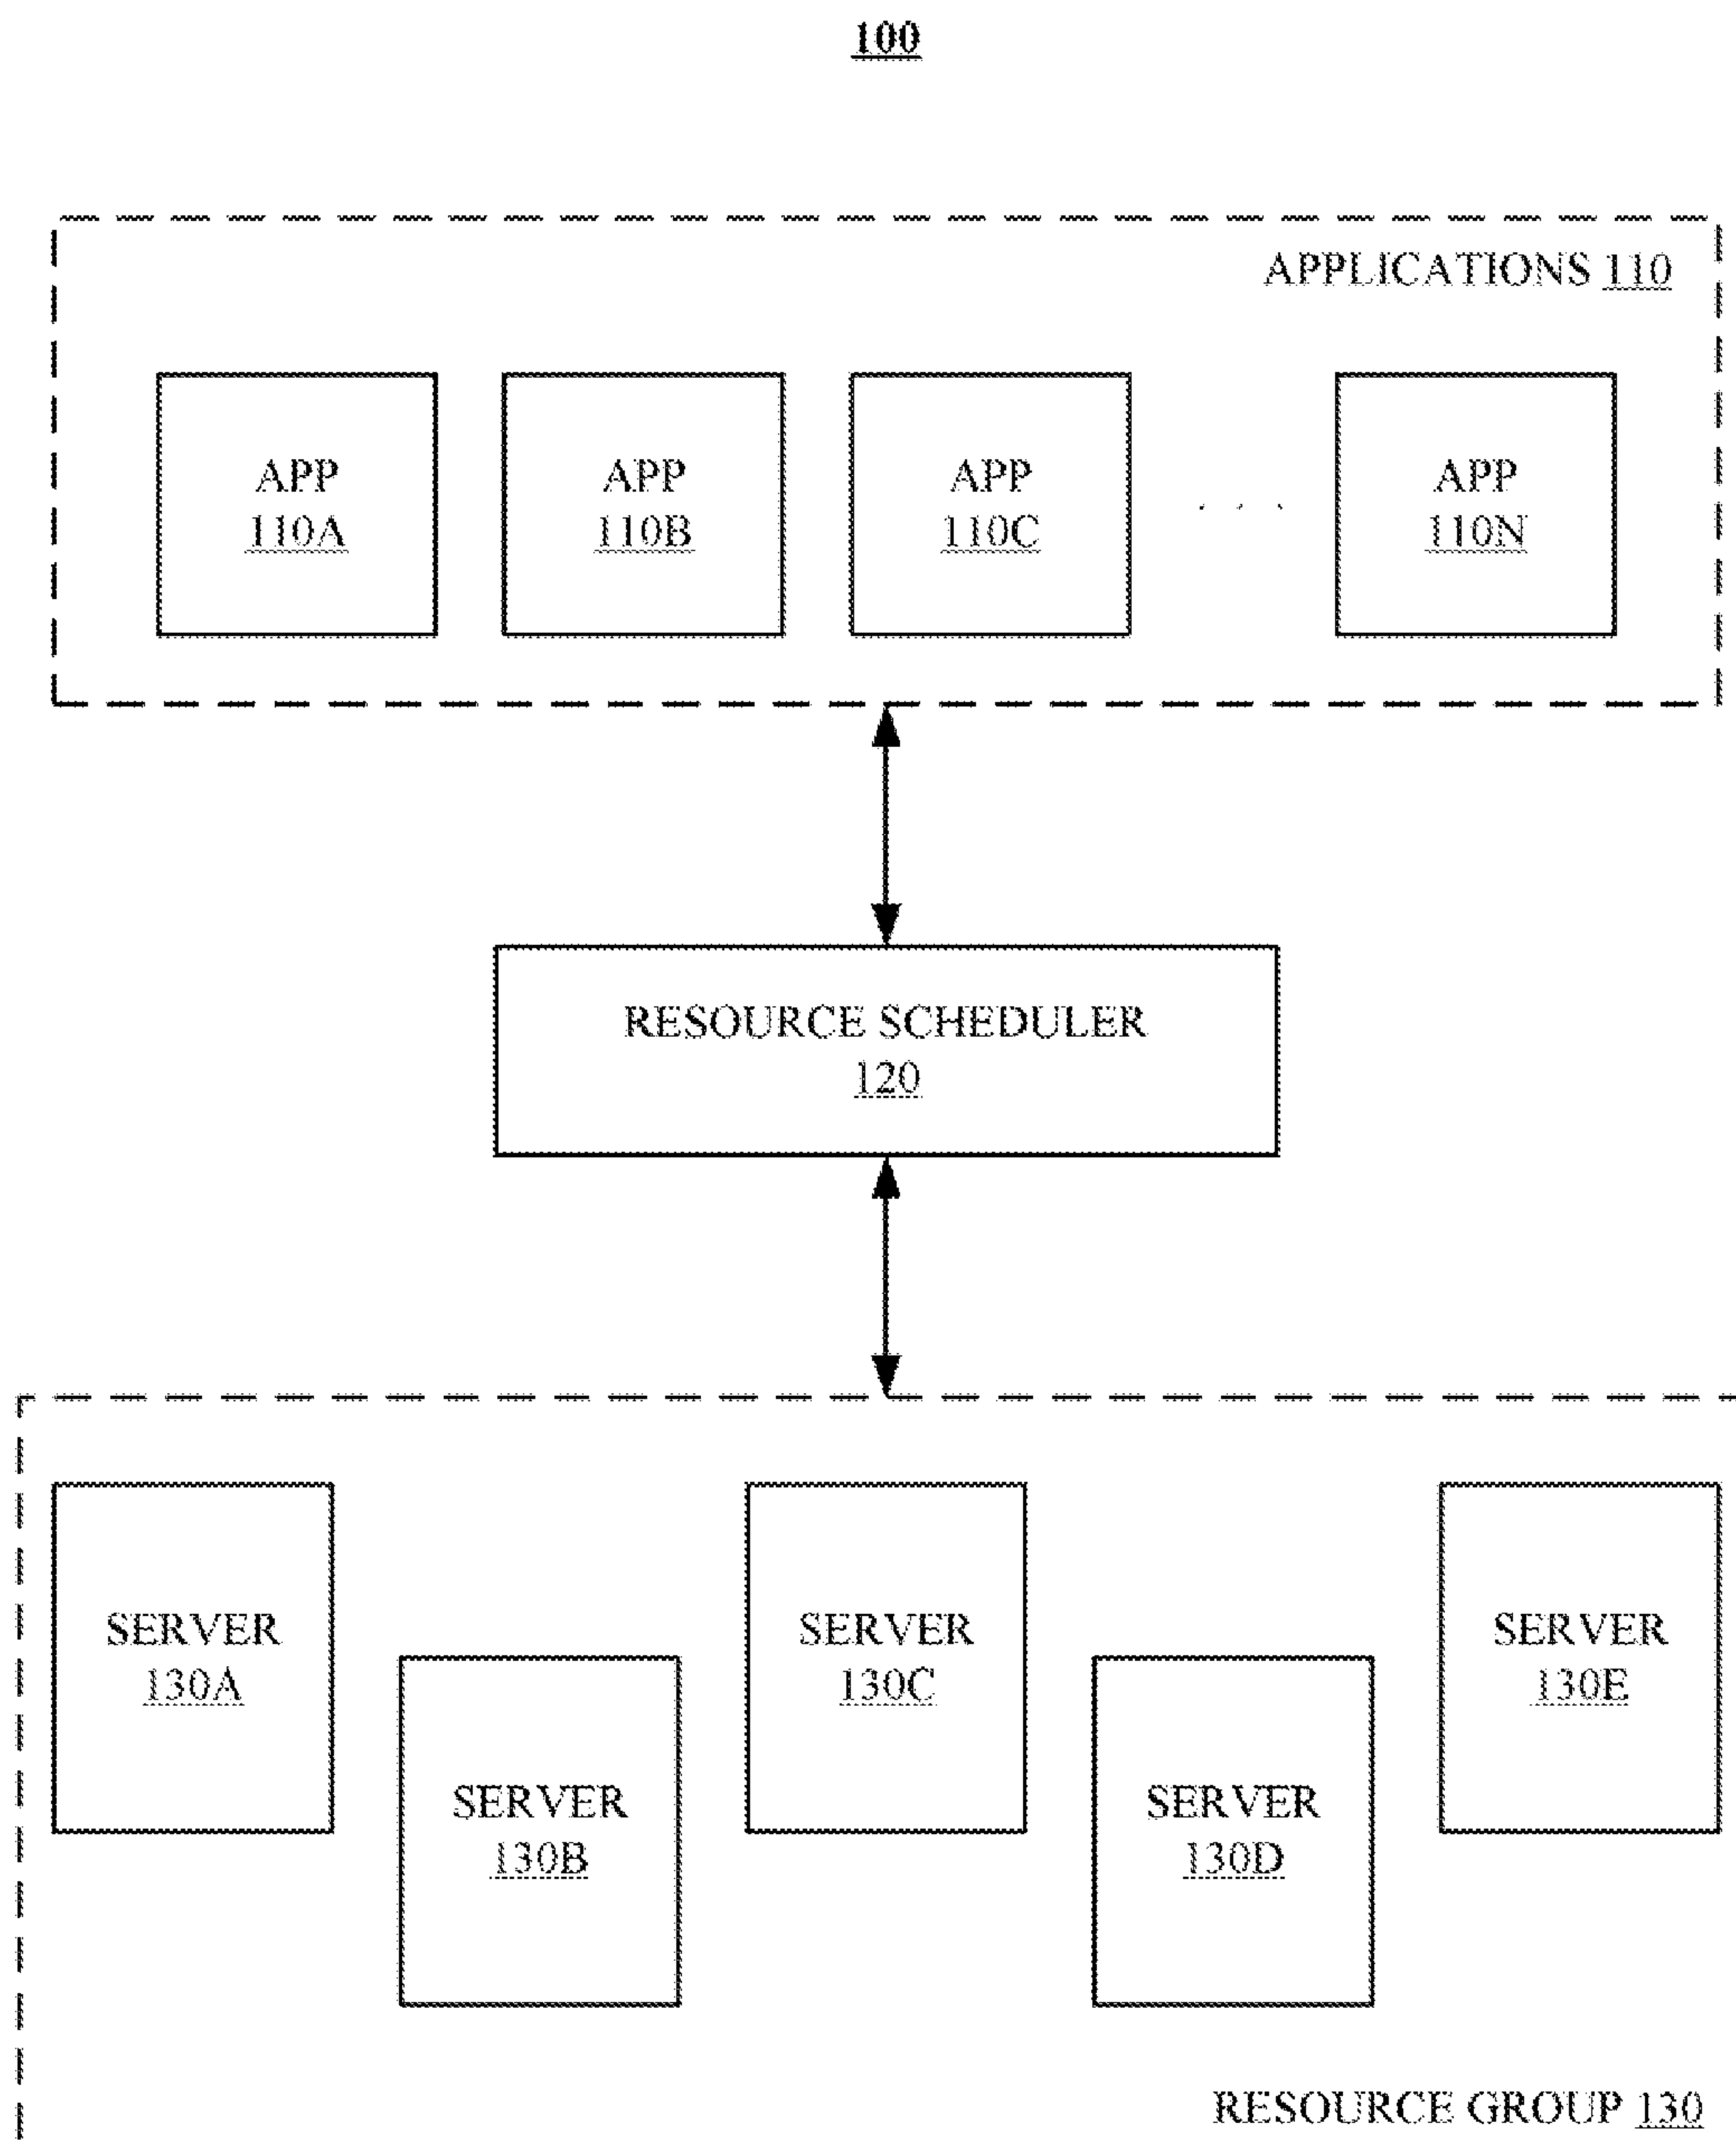 100
APPLICATIONS 110
APP
110A
APP
110B
APP
110C
. . .
APP
110N
RESOURCE SCHEDULER
120
SERVER
130A
SERVER
130B
SERVER
130C
SERVER
130D
SERVER
130E
RESOURCE GROUP 130